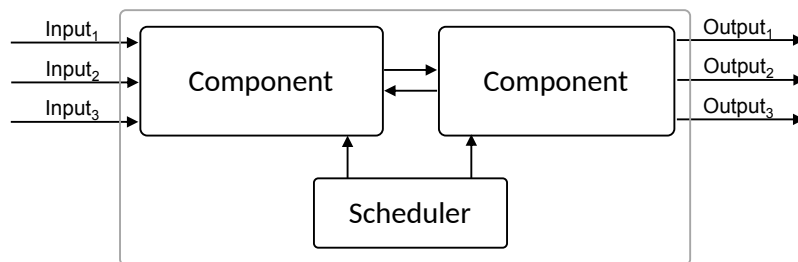 Input₁
Input₂
Input₃
Component
Component
Output₁
Output₂
Output₃
Scheduler